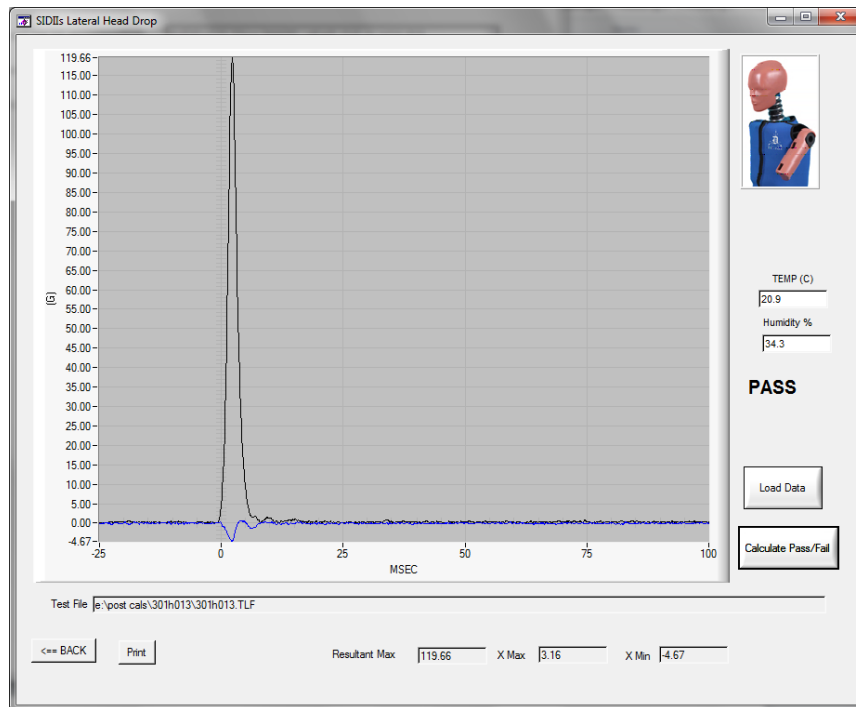 SIDIIs Lateral Head Drop
119.66
115.00
110.00
105.00
100.00
95.00
90.00
85.00
80.00
75.00
70.00
65.00
60.00
55.00
50.00
45.00
40.00
35.00
30.00
25.00
20.00
15.00
10.00
5.00
0.00
-4.67
(G)
-25 0 25 50 75 100
MSEC
TEMP (C)
20.9
Humidity %
34.3
PASS
Load Data
Calculate Pass/Fail
Test File e:\post cals\301h013\301h013.TLF
<== BACK Print Resultant Max 119.66 X Max 3.16 X Min -4.67